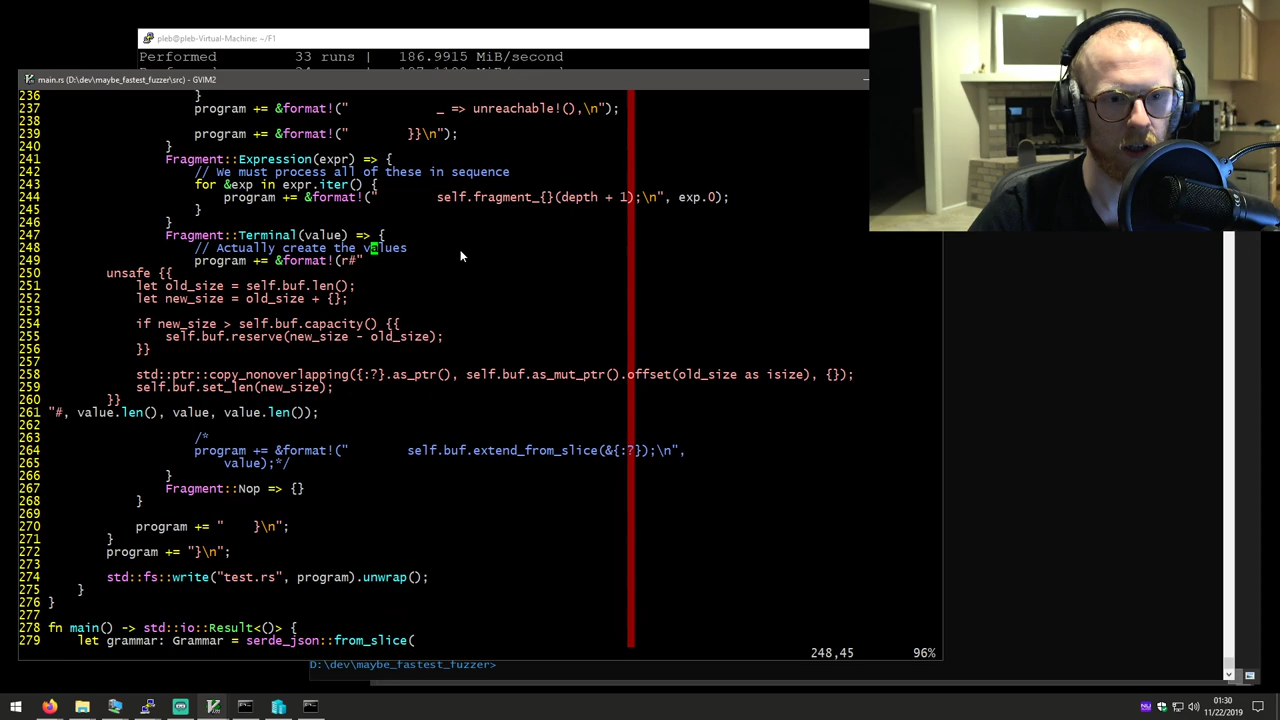 pleb@pleb-Virtual-Machine: ~/F1
Performed 33 runs | 186.9915 MiB/second
main.rs (D:\dev\maybe_fastest_fuzzer\src) - GVIM2
236 }
237 program += &format!(" _ => unreachable!(),\n");
238
239 program += &format!(" }}\n");
240 }
241 Fragment::Expression(expr) => {
242 // We must process all of these in sequence
243 for &exp in expr.iter() {
244 program += &format!(" self.fragment_{}(depth + 1);\n", exp.0);
245 }
246 }
247 Fragment::Terminal(value) => {
248 // Actually create the values
249 program += &format!(r#"
250 unsafe {{
251 let old_size = self.buf.len();
252 let new_size = old_size + {};
253
254 if new_size > self.buf.capacity() {{
255 self.buf.reserve(new_size - old_size);
256 }}
257
258 std::ptr::copy_nonoverlapping({:?}.as_ptr(), self.buf.as_mut_ptr().offset(old_size as isize), {});
259 self.buf.set_len(new_size);
260 }}
261 "#, value.len(), value, value.len());
262
263 /*
264 program += &format!(" self.buf.extend_from_slice(&{:?});\n",
265 value);*/
266 }
267 Fragment::Nop => {}
268 }
269
270 program += " }\n";
271 }
272 program += "}\n";
273
274 std::fs::write("test.rs", program).unwrap();
275 }
276 }
277
278 fn main() -> std::io::Result<()> {
279 let grammar: Grammar = serde_json::from_slice(
248,45 96%
D:\dev\maybe_fastest_fuzzer>
01:30
11/22/2019